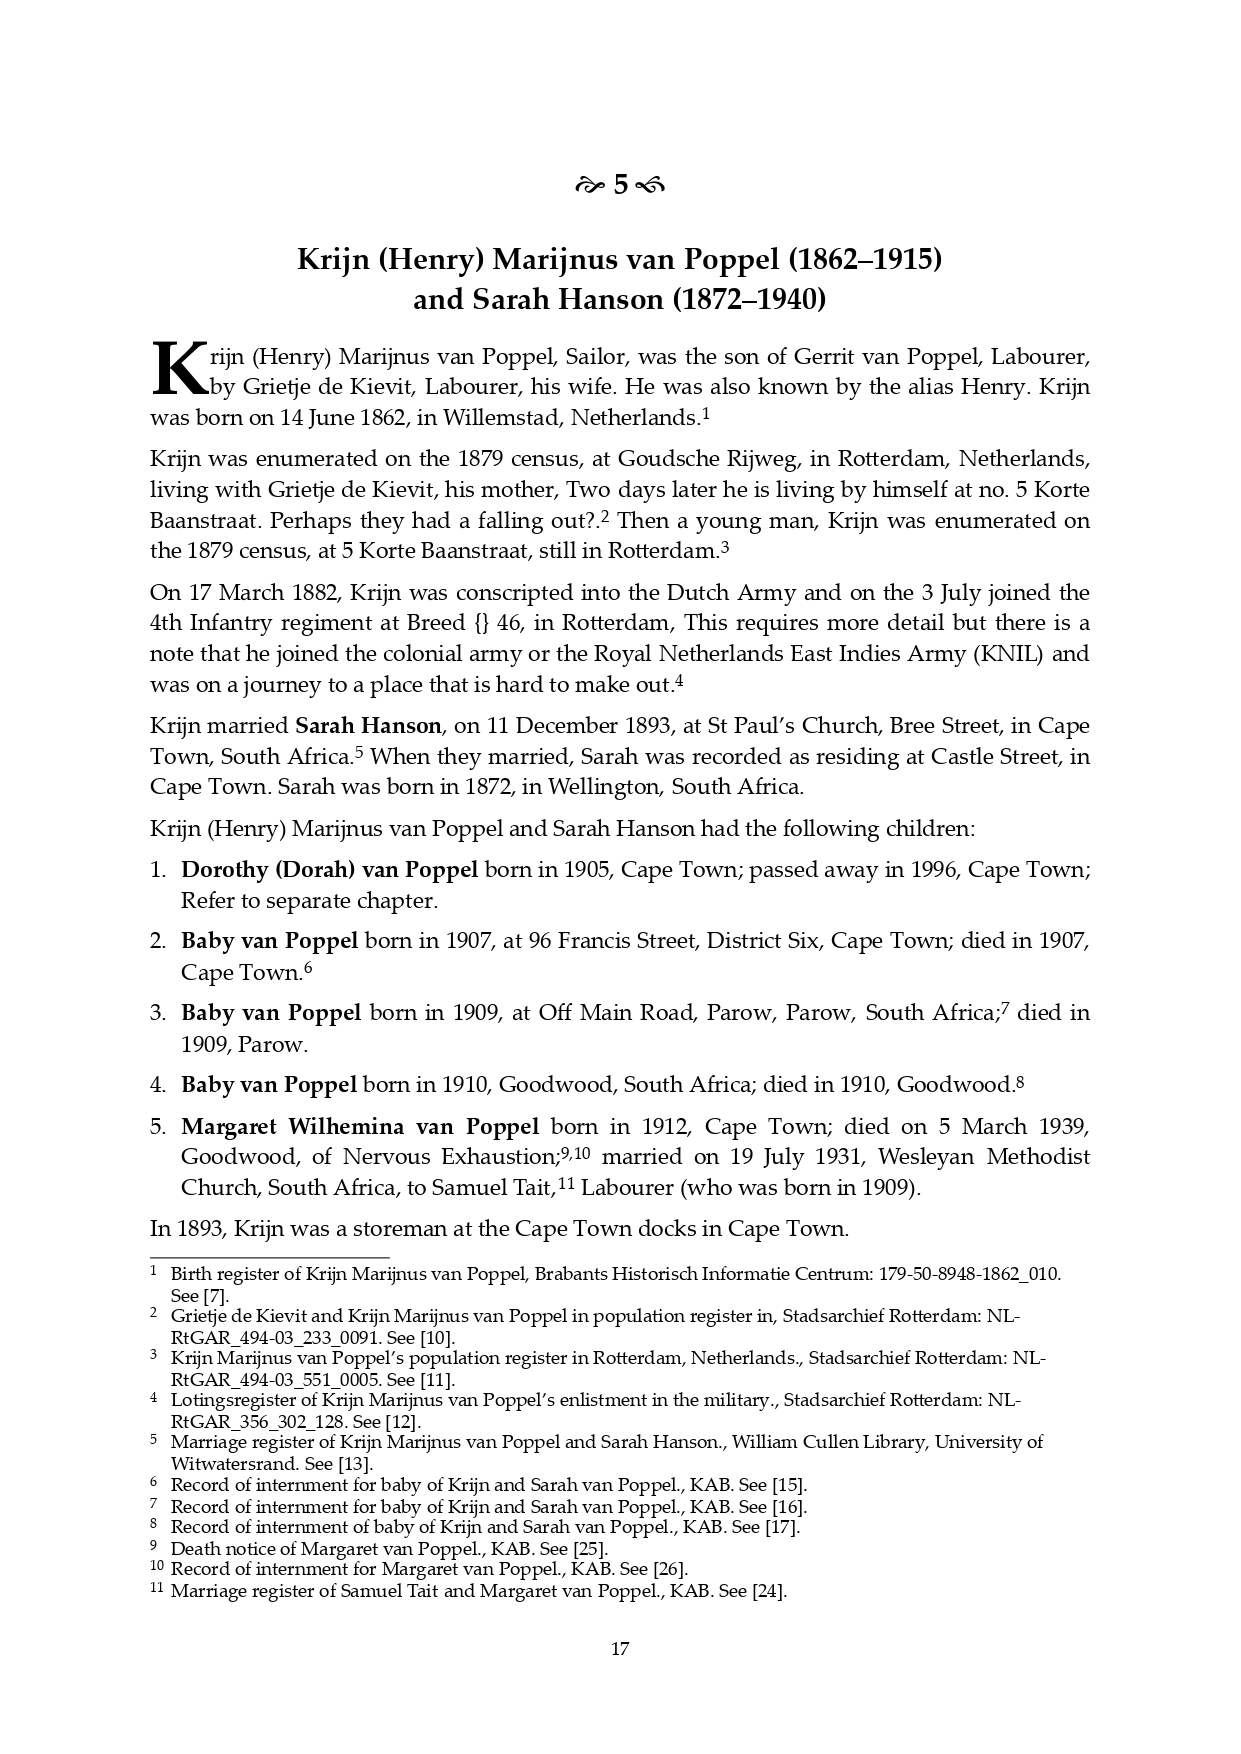 5
Krijn (Henry) Marijnus van Poppel (1862–1915)
and Sarah Hanson (1872–1940)
Krijn (Henry) Marijnus van Poppel, Sailor, was the son of Gerrit van Poppel, Labourer,
by Grietje de Kievit, Labourer, his wife. He was also known by the alias Henry. Krijn
was born on 14 June 1862, in Willemstad, Netherlands.1
Krijn was enumerated on the 1879 census, at Goudsche Rijweg, in Rotterdam, Netherlands,
living with Grietje de Kievit, his mother, Two days later he is living by himself at no. 5 Korte
Baanstraat. Perhaps they had a falling out?.2 Then a young man, Krijn was enumerated on
the 1879 census, at 5 Korte Baanstraat, still in Rotterdam.3
On 17 March 1882, Krijn was conscripted into the Dutch Army and on the 3 July joined the
4th Infantry regiment at Breed {} 46, in Rotterdam, This requires more detail but there is a
note that he joined the colonial army or the Royal Netherlands East Indies Army (KNIL) and
was on a journey to a place that is hard to make out.4
Krijn married Sarah Hanson, on 11 December 1893, at St Paul’s Church, Bree Street, in Cape
Town, South Africa.5 When they married, Sarah was recorded as residing at Castle Street, in
Cape Town. Sarah was born in 1872, in Wellington, South Africa.
Krijn (Henry) Marijnus van Poppel and Sarah Hanson had the following children:
1. Dorothy (Dorah) van Poppel born in 1905, Cape Town; passed away in 1996, Cape Town;
Refer to separate chapter.
2. Baby van Poppel born in 1907, at 96 Francis Street, District Six, Cape Town; died in 1907,
Cape Town.6
3. Baby van Poppel born in 1909, at Off Main Road, Parow, Parow, South Africa;7 died in
1909, Parow.
4. Baby van Poppel born in 1910, Goodwood, South Africa; died in 1910, Goodwood.8
5. Margaret Wilhemina van Poppel born in 1912, Cape Town; died on 5 March 1939,
Goodwood, of Nervous Exhaustion;9,10 married on 19 July 1931, Wesleyan Methodist
Church, South Africa, to Samuel Tait,11 Labourer (who was born in 1909).
In 1893, Krijn was a storeman at the Cape Town docks in Cape Town.
1 Birth register of Krijn Marijnus van Poppel, Brabants Historisch Informatie Centrum: 179-50-8948-1862_010.
See [7].
2 Grietje de Kievit and Krijn Marijnus van Poppel in population register in, Stadsarchief Rotterdam: NL-
RtGAR_494-03_233_0091. See [10].
3 Krijn Marijnus van Poppel’s population register in Rotterdam, Netherlands., Stadsarchief Rotterdam: NL-
RtGAR_494-03_551_0005. See [11].
4 Lotingsregister of Krijn Marijnus van Poppel’s enlistment in the military., Stadsarchief Rotterdam: NL-
RtGAR_356_302_128. See [12].
5 Marriage register of Krijn Marijnus van Poppel and Sarah Hanson., William Cullen Library, University of
Witwatersrand. See [13].
6 Record of internment for baby of Krijn and Sarah van Poppel., KAB. See [15].
7 Record of internment for baby of Krijn and Sarah van Poppel., KAB. See [16].
8 Record of internment of baby of Krijn and Sarah van Poppel., KAB. See [17].
9 Death notice of Margaret van Poppel., KAB. See [25].
10 Record of internment for Margaret van Poppel., KAB. See [26].
11 Marriage register of Samuel Tait and Margaret van Poppel., KAB. See [24].
17